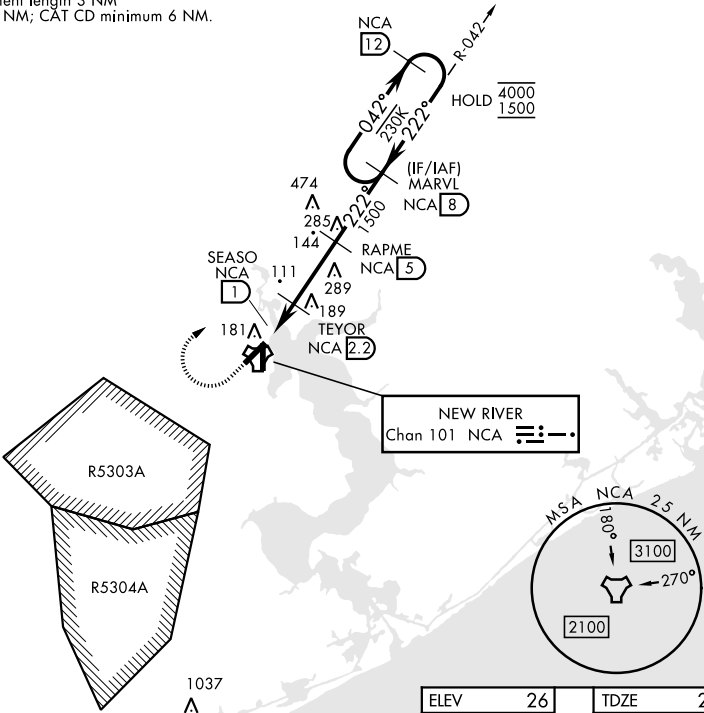 length 3 NM
NM; CAT CD minimum 6 NM.
NCA
12
R-042
HOLD 4000
1500
042°
230K
222°
(IF/IAF)
MARVL
NCA 8
474
222°
1500
285
144
RAPME
NCA 5
SEASO
NCA
1
111
289
189
TEYOR
NCA 2.2
181
NEW RIVER
Chan 101 NCA
R5303A
R5304A
MSA NCA 25 NM
180°
3100
270°
2100
1037
ELEV 26
TDZE